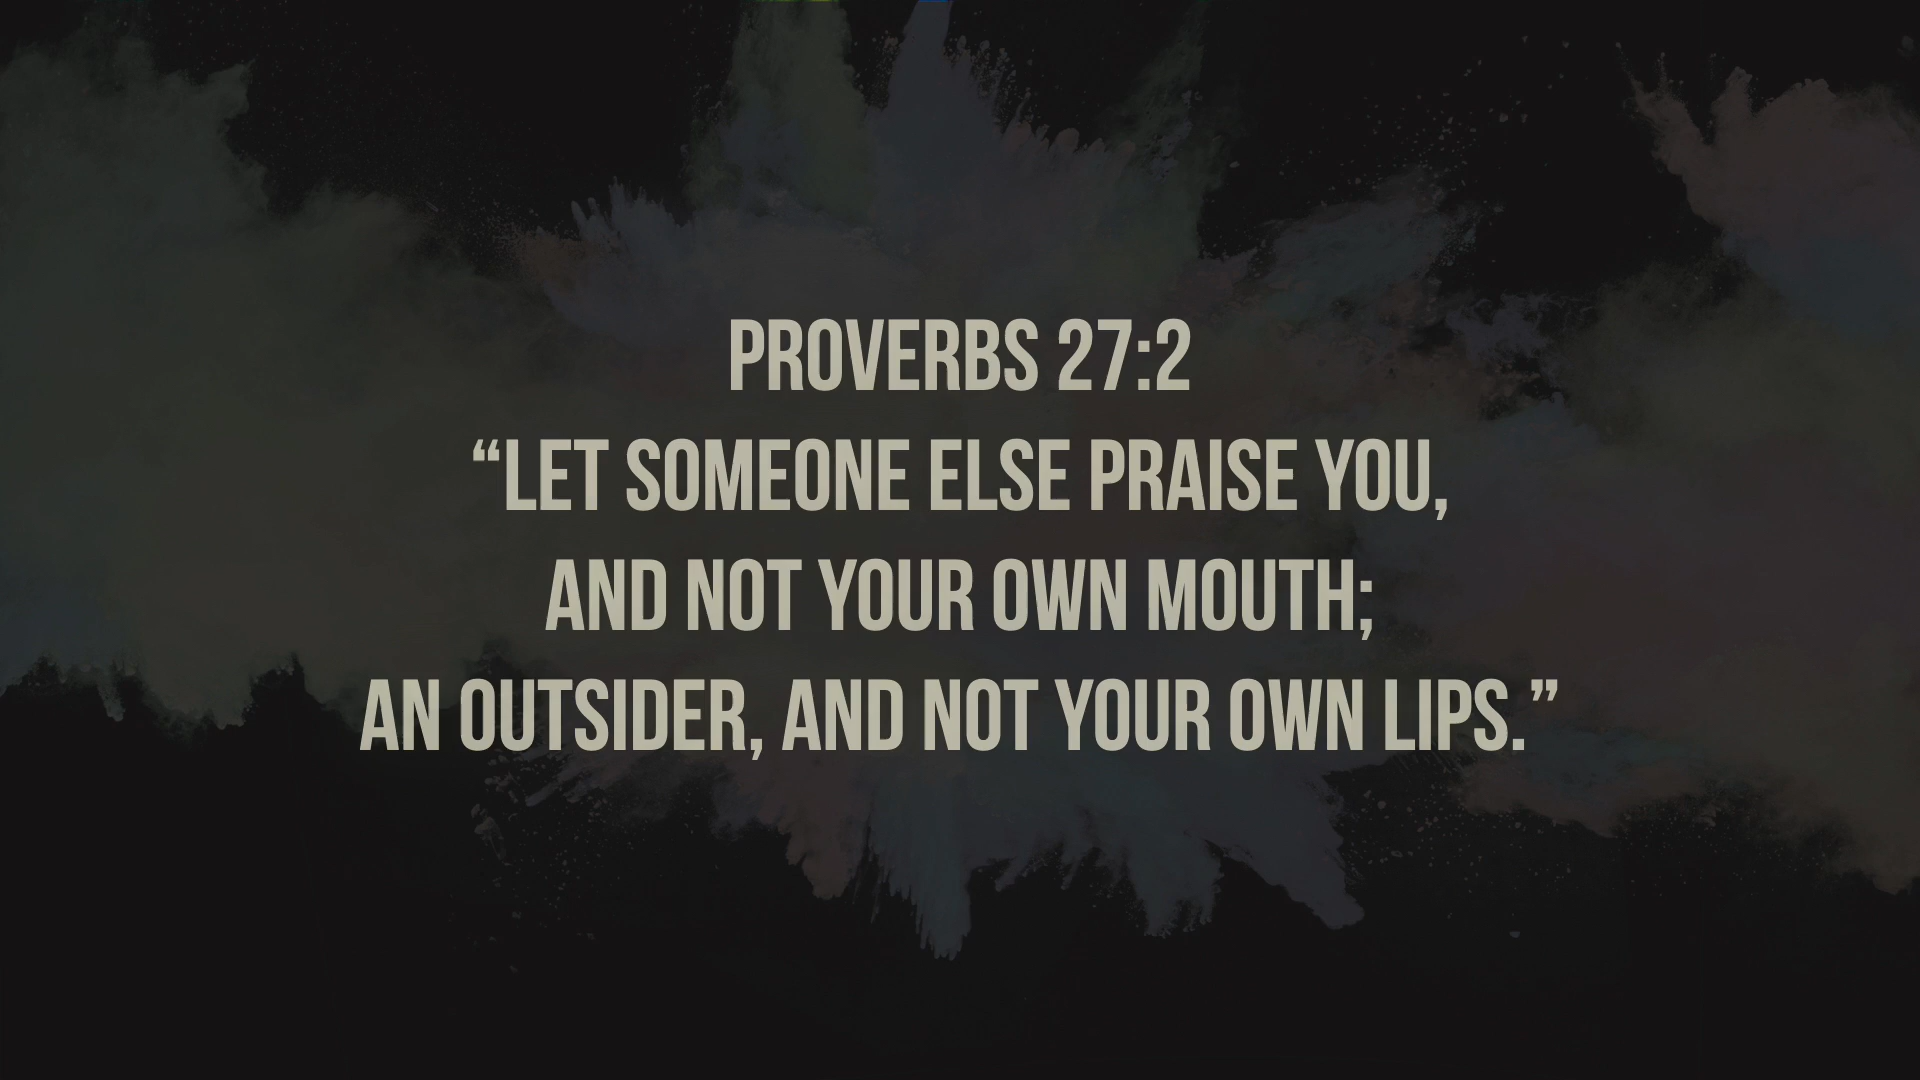 PROVERBS 27:2
“LET SOMEONE ELSE PRAISE YOU,
AND NOT YOUR OWN MOUTH;
AN OUTSIDER, AND NOT YOUR OWN LIPS.”